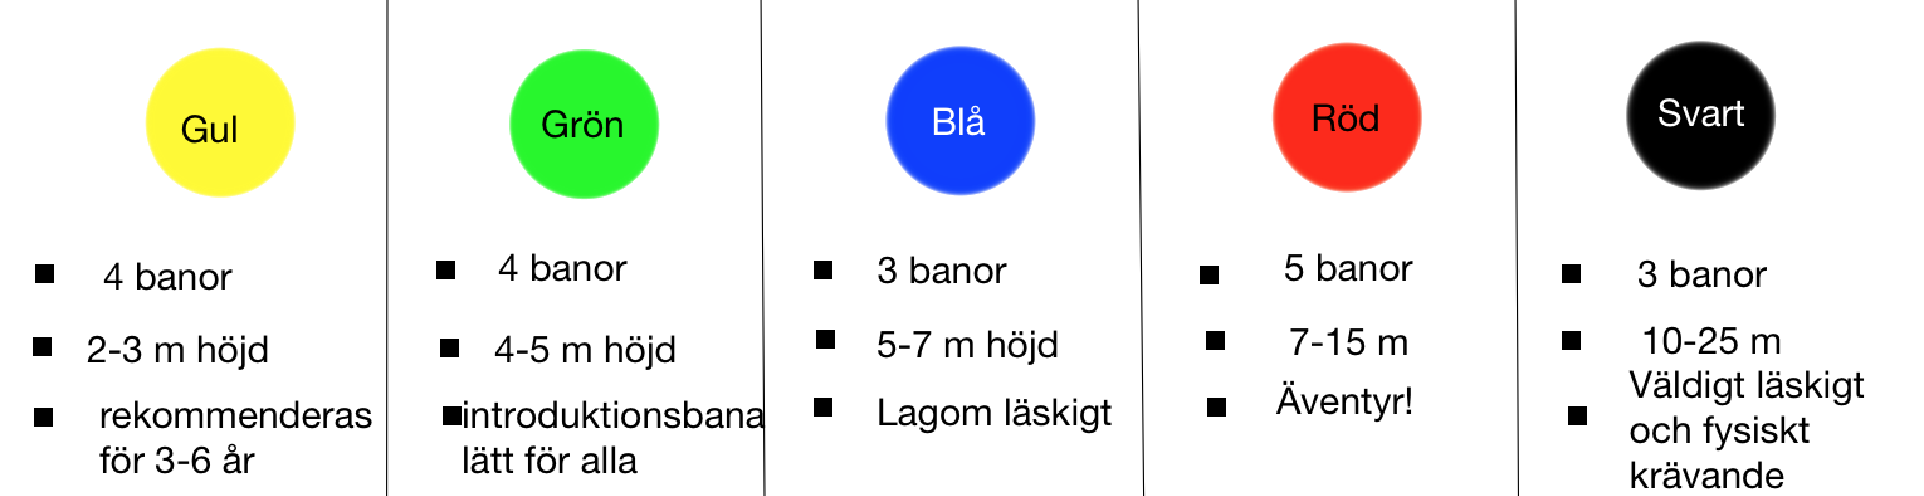 Gul
4 banor
2-3 m höjd
rekommenderas
för 3-6 år
Grön
4 banor
4-5 m höjd
introduktionsbana
lätt för alla
Blå
3 banor
5-7 m höjd
Lagom läskigt
Röd
5 banor
7-15 m
Äventyr!
Svart
3 banor
10-25 m
Väldigt läskigt
och fysiskt
krävande